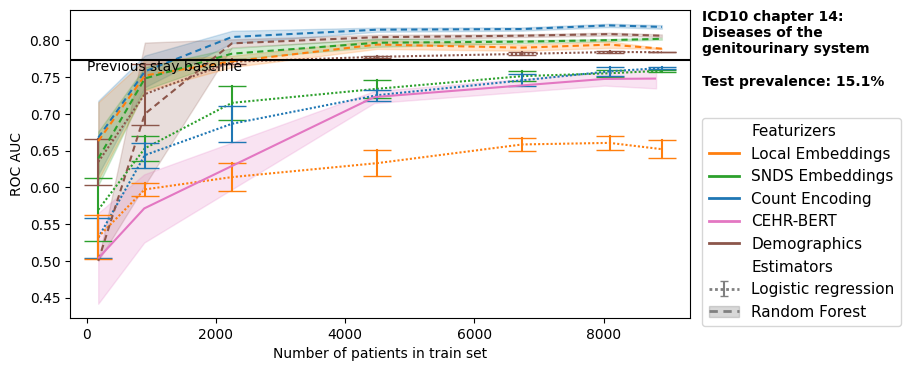 ICD10 chapter 14:
Diseases of the
genitourinary system
Test prevalence: 15.1%
0.80
0.75
0.70
0.65
0.60
0.55
0.50
0.45
ROC AUC
Previous stay baseline
0
2000
4000
6000
8000
Number of patients in train set
Featurizers
Local Embeddings
SNDS Embeddings
Count Encoding
CEHR-BERT
Demographics
Estimators
Logistic regression
Random Forest